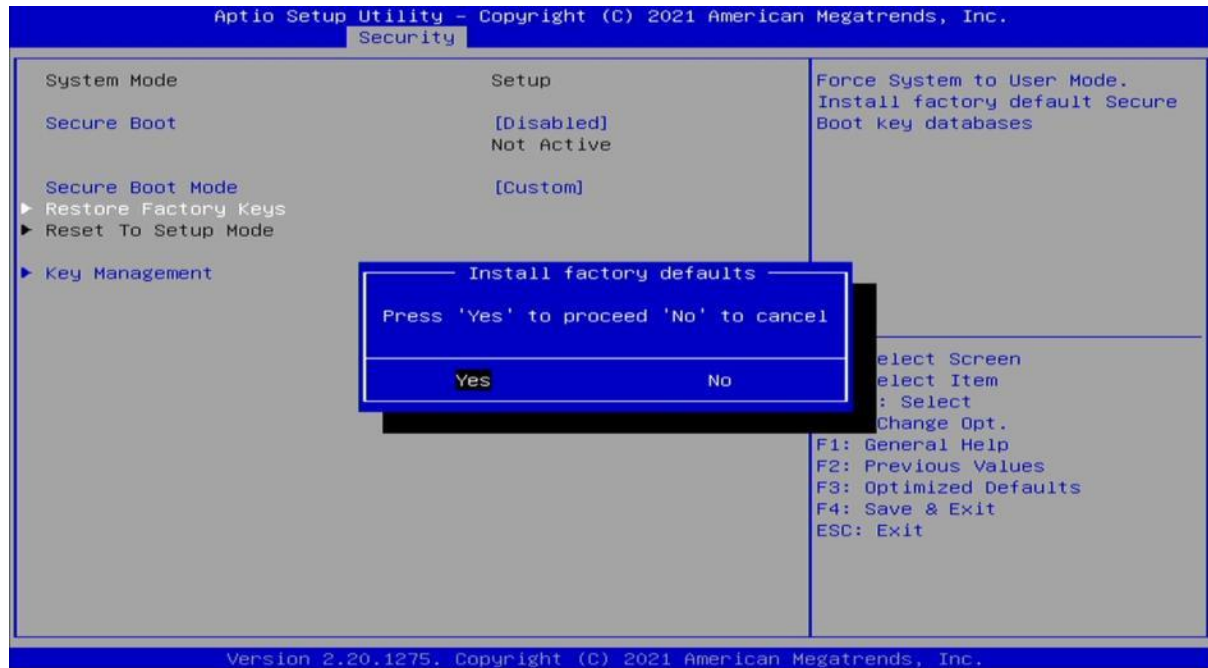 Aptio Setup Utility – Copyright (C) 2021 American Megatrends, Inc.
Security
System Mode Setup
Secure Boot [Disabled]
Not Active
Secure Boot Mode [Custom]
► Restore Factory Keys
► Reset To Setup Mode
► Key Management
Force System to User Mode.
Install factory default Secure
Boot key databases
Install factory defaults
Press 'Yes' to proceed 'No' to cancel
Yes No
elect Screen
elect Item
: Select
Change Opt.
F1: General Help
F2: Previous Values
F3: Optimized Defaults
F4: Save & Exit
ESC: Exit
Version 2.20.1275. Copyright (C) 2021 American Megatrends, Inc.